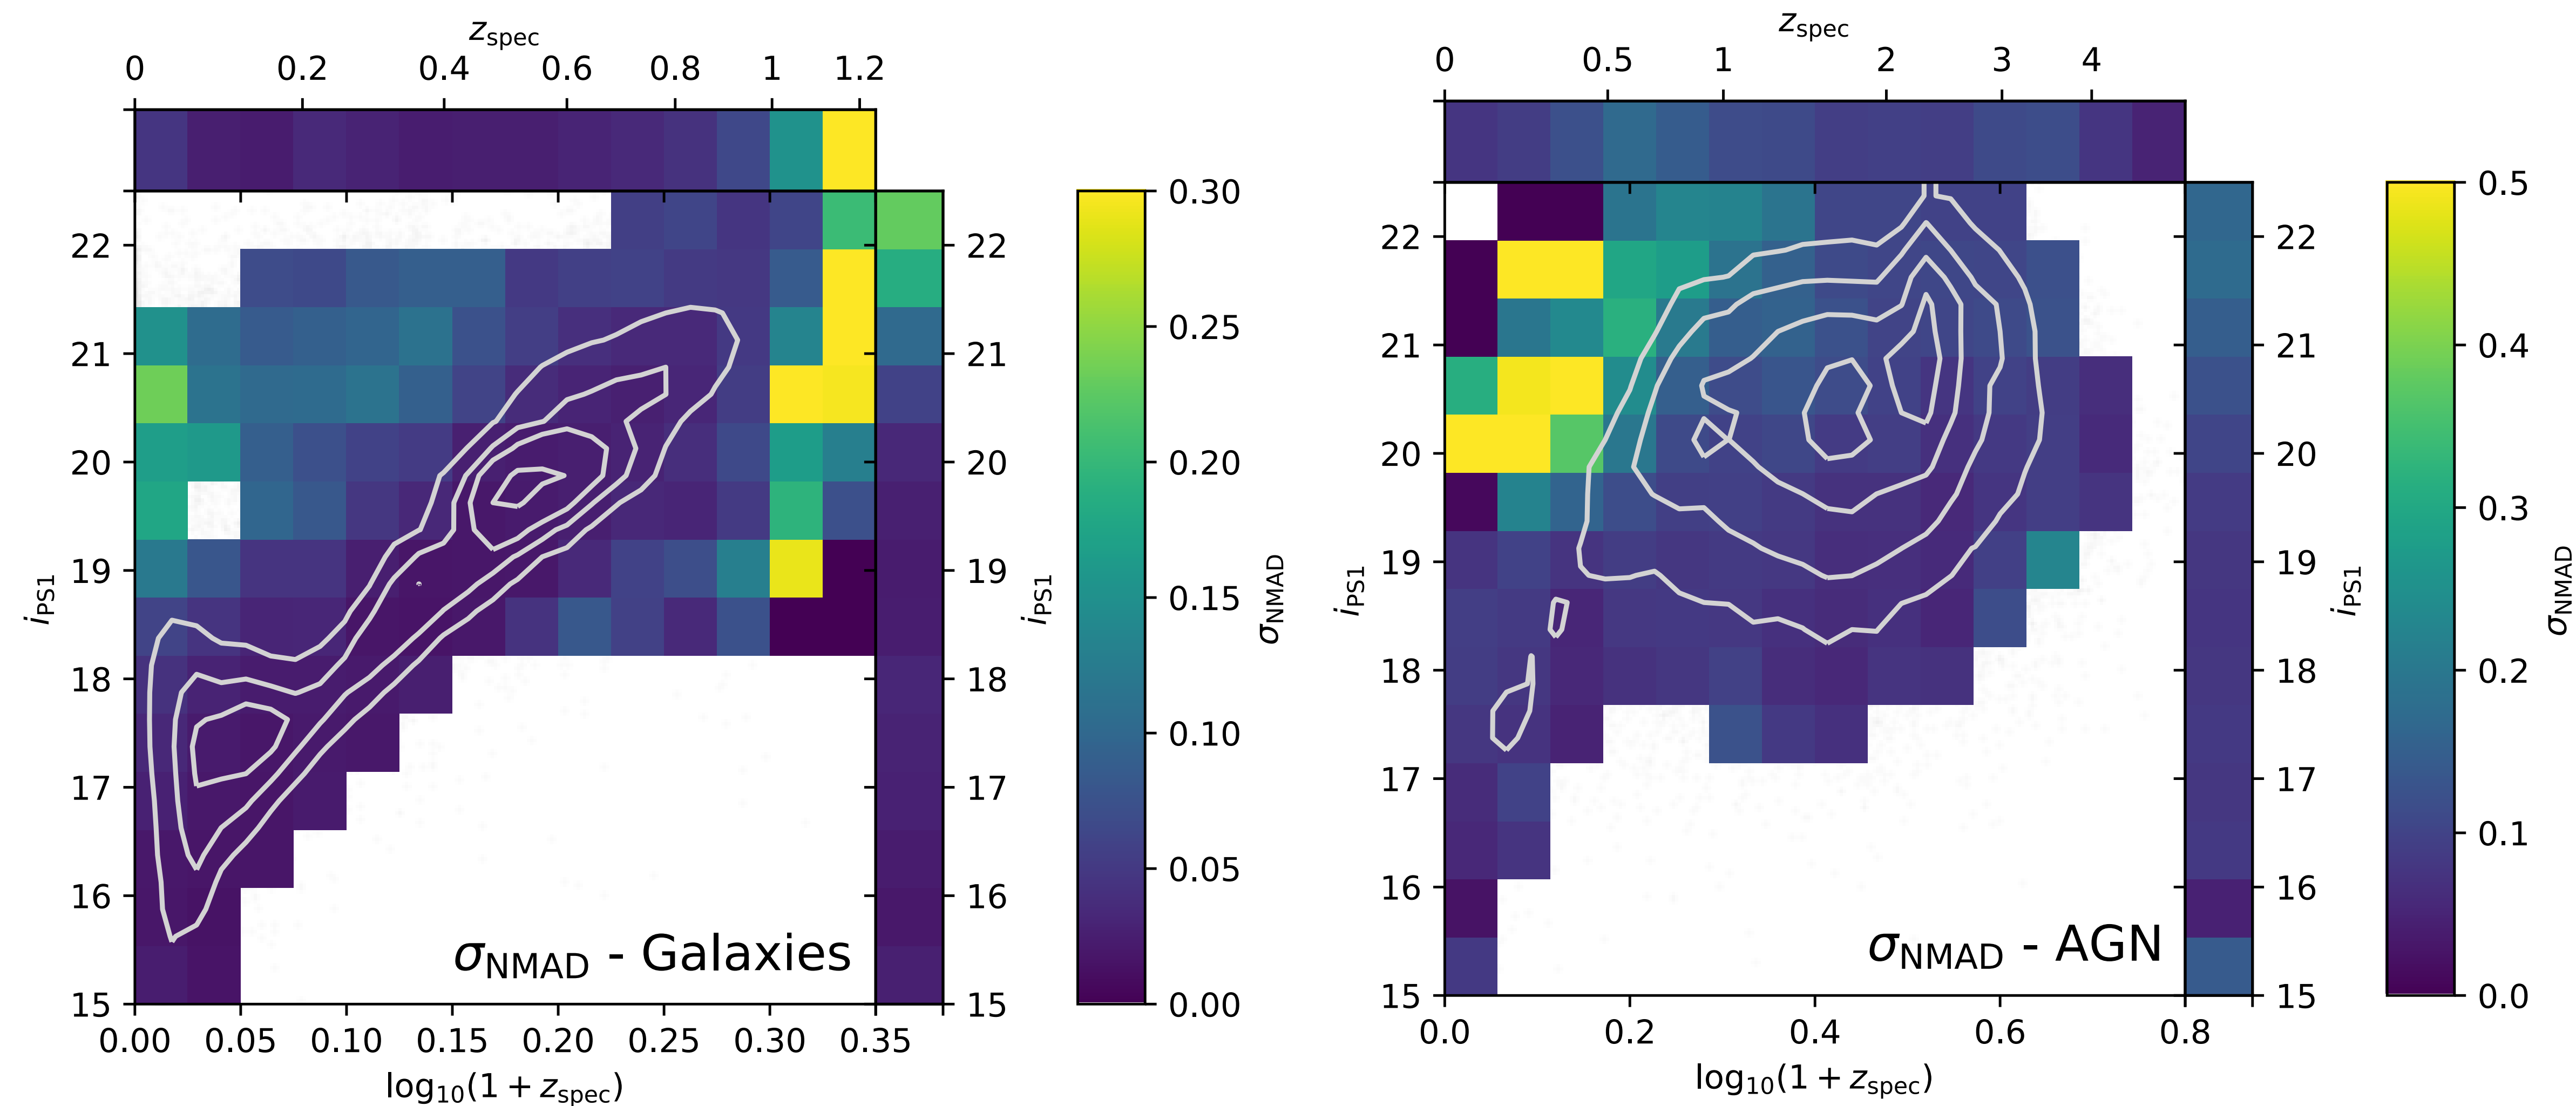 z_spec
0 0.2 0.4 0.6 0.8 1 1.2
22 21 20 19 18 17 16 15
i_PS1
σ_NMAD - Galaxies
0.00 0.05 0.10 0.15 0.20 0.25 0.30 0.35
log₁₀(1 + z_spec)
22 21 20 19 18 17 16 15
i_PS1
0.30 0.25 0.20 0.15 0.10 0.05 0.00
σ_NMAD
z_spec
0 0.5 1 2 3 4
22 21 20 19 18 17 16 15
i_PS1
σ_NMAD - AGN
0.0 0.2 0.4 0.6 0.8
log₁₀(1 + z_spec)
22 21 20 19 18 17 16 15
i_PS1
0.5 0.4 0.3 0.2 0.1 0.0
σ_NMAD